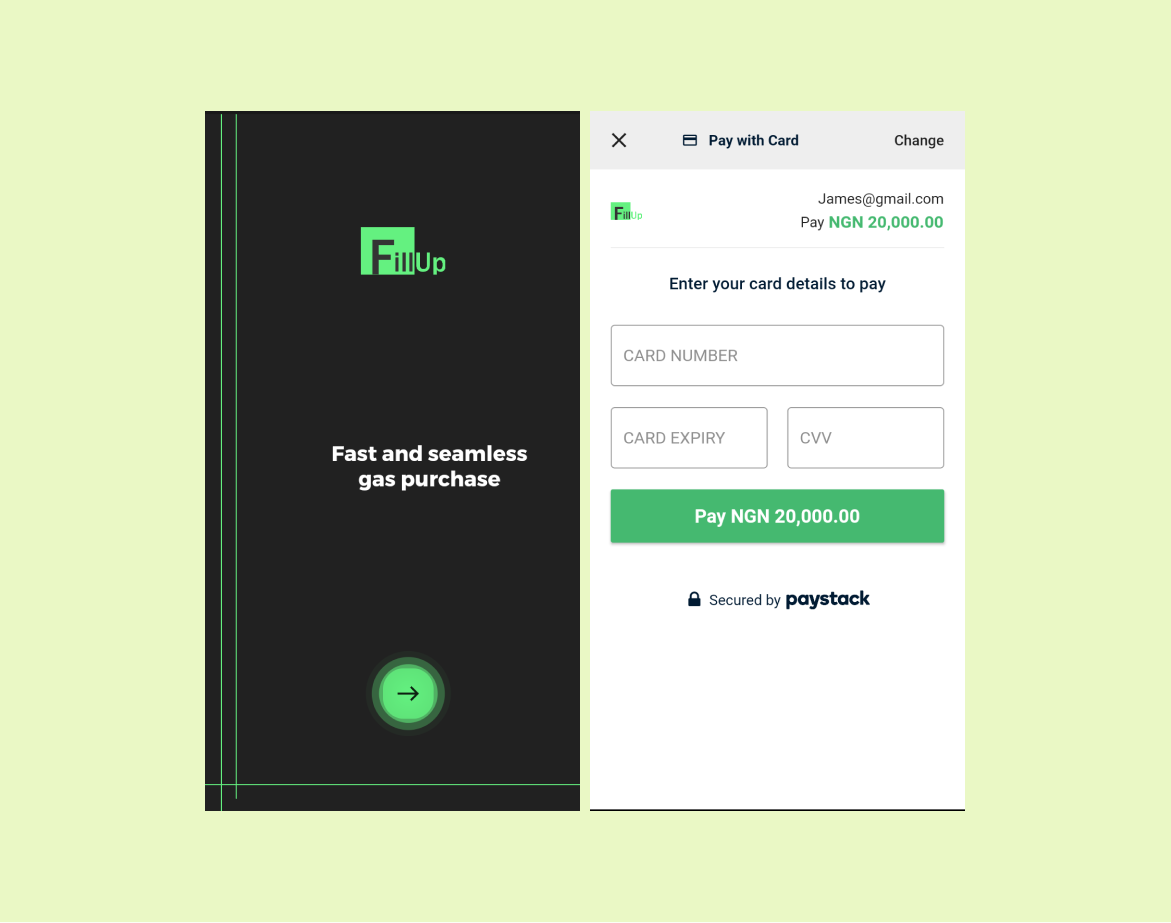 FillUp
Fast and seamless
gas purchase
Pay with Card
Change
FillUp
James@gmail.com
Pay NGN 20,000.00
Enter your card details to pay
CARD NUMBER
CARD EXPIRY
CVV
Pay NGN 20,000.00
Secured by paystack